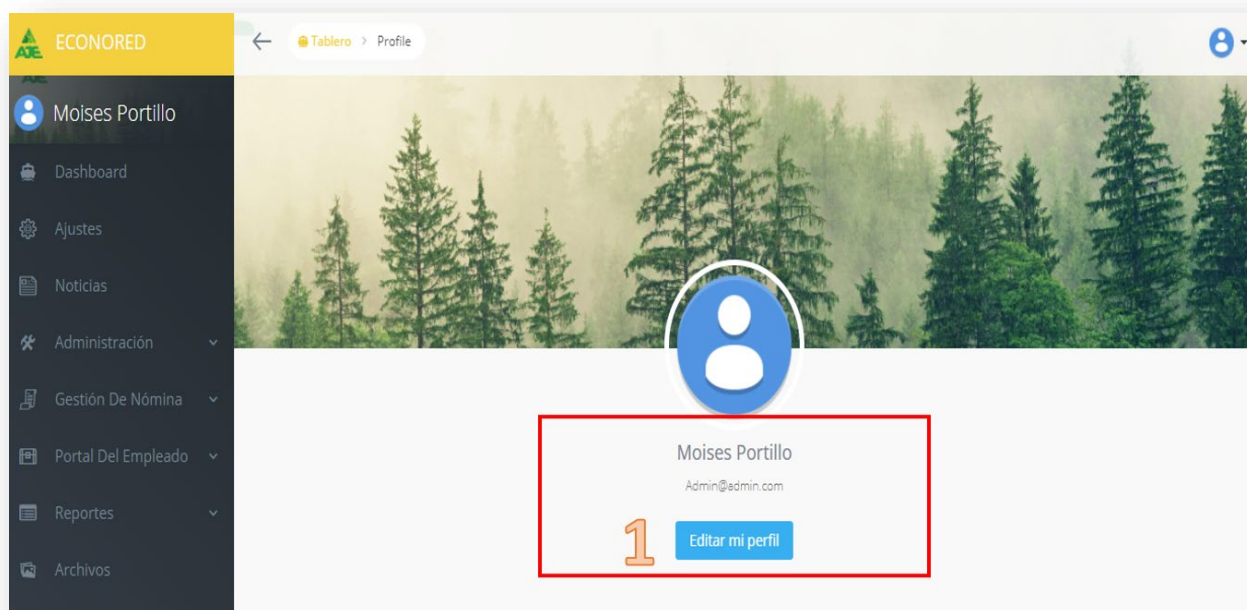 AJE ECONORED
Tablero > Profile
AJE
Moises Portillo
Dashboard
Ajustes
Noticias
Administración
Gestión De Nómina
Portal Del Empleado
Reportes
Archivos
Moises Portillo
Admin@admin.com
1 Editar mi perfil